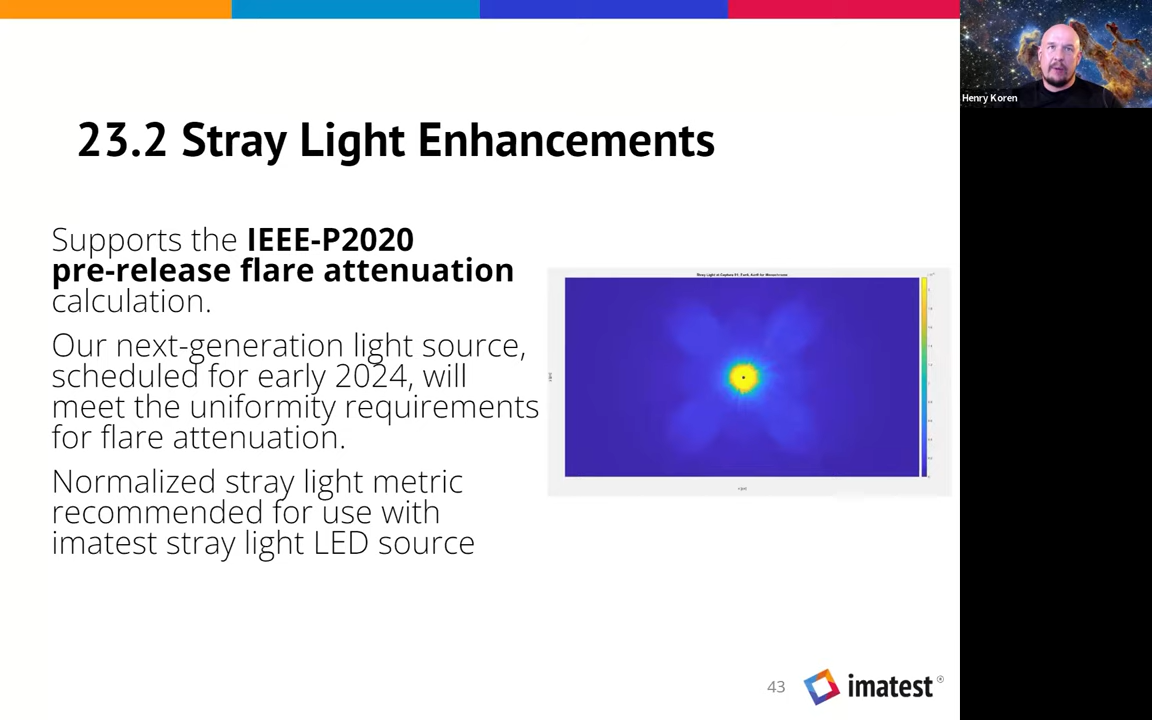 Henry Koren
23.2 Stray Light Enhancements
Supports the IEEE-P2020
pre-release flare attenuation
calculation.
Our next-generation light source,
scheduled for early 2024, will
meet the uniformity requirements
for flare attenuation.
Normalized stray light metric
recommended for use with
imatest stray light LED source
43
imatest®